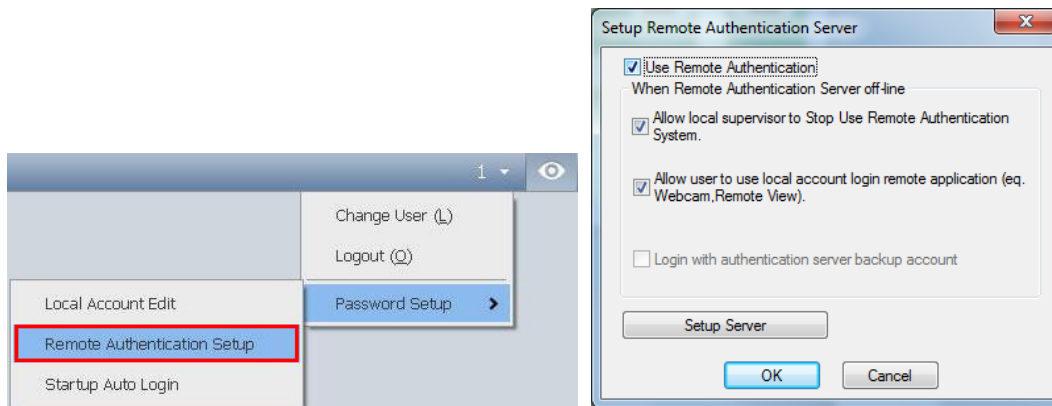 1
Change User (L)
Logout (O)
Password Setup
Local Account Edit
Remote Authentication Setup
Startup Auto Login
Setup Remote Authentication Server
Use Remote Authentication
When Remote Authentication Server off-line
Allow local supervisor to Stop Use Remote Authentication
System.
Allow user to use local account login remote application (eq.
Webcam,Remote View).
Login with authentication server backup account
Setup Server
OK
Cancel